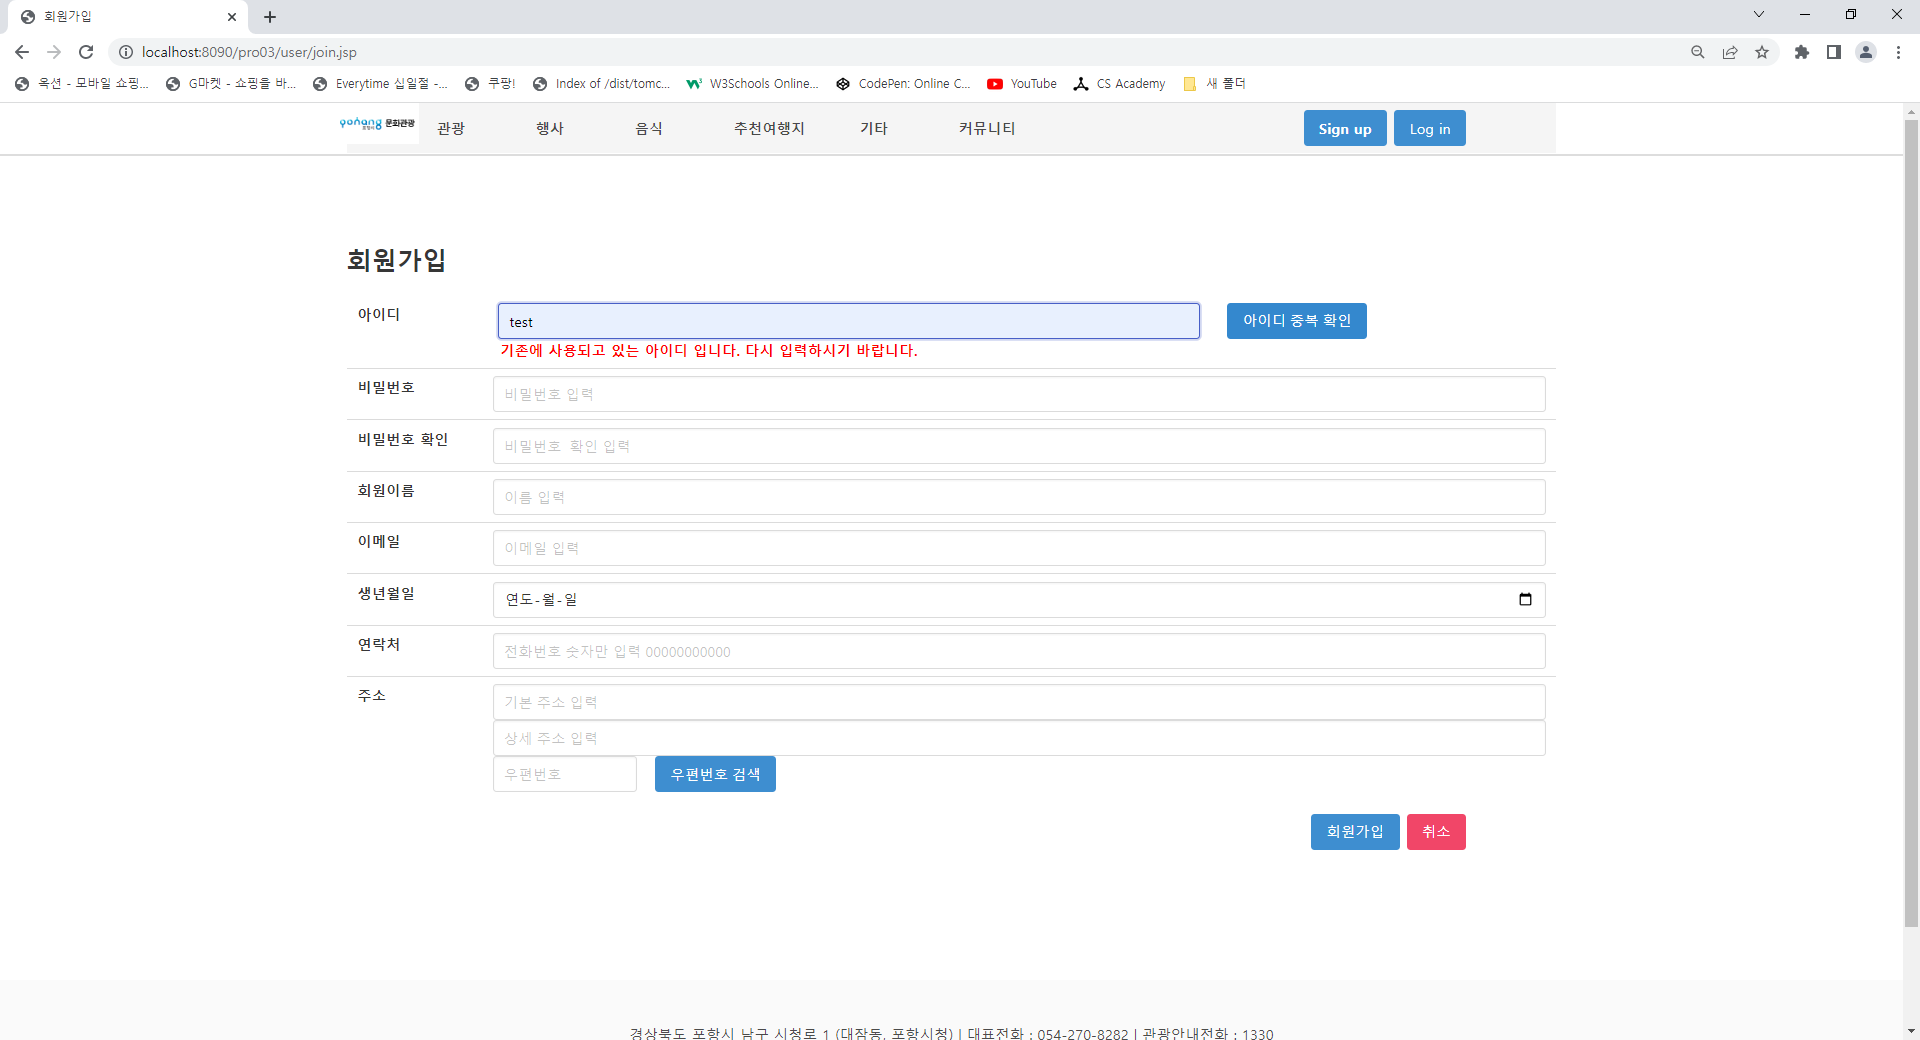 회원가입
localhost:8090/pro03/user/join.jsp
옥션 - 모바일 쇼핑... G마켓 - 쇼핑을 바... Everytime 십일절 -... 쿠팡! Index of /dist/tomc... W3Schools Online... CodePen: Online C... YouTube CS Academy 새 폴더
pohang 포항시 문화관광 관광 행사 음식 추천여행지 기타 커뮤니티 Sign up Log in
회원가입
아이디 test 아이디 중복 확인
기존에 사용되고 있는 아이디 입니다. 다시 입력하시기 바랍니다.
비밀번호 비밀번호 입력
비밀번호 확인 비밀번호 확인 입력
회원이름 이름 입력
이메일 이메일 입력
생년월일 연도-월-일
연락처 전화번호 숫자만 입력 00000000000
주소 기본 주소 입력
상세 주소 입력
우편번호 우편번호 검색
회원가입 취소
경상북도 포항시 남구 시청로 1 (대잠동, 포항시청) | 대표전화 : 054-270-8282 | 관광안내전화 : 1330